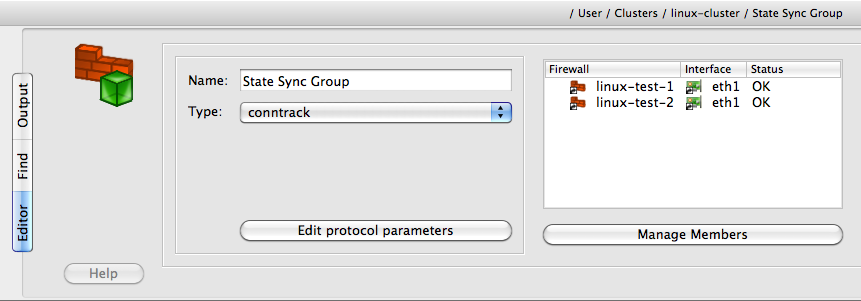 / User / Clusters / linux-cluster / State Sync Group
Output
Find
Editor
Name: State Sync Group
Type: conntrack
Edit protocol parameters
Help
Firewall Interface Status
linux-test-1 eth1 OK
linux-test-2 eth1 OK
Manage Members